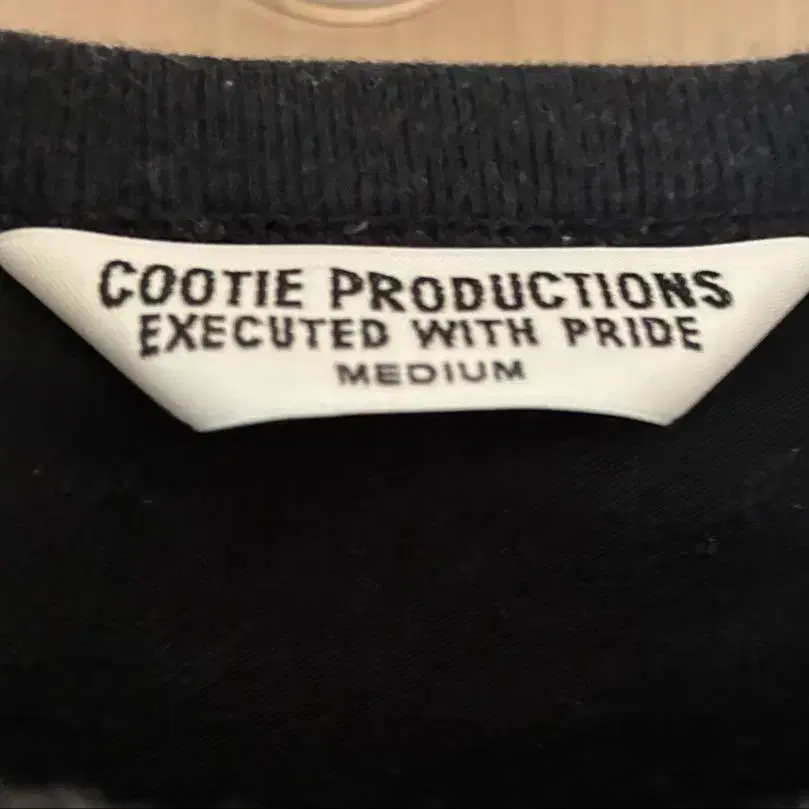 COOTIE PRODUCTIONS
EXECUTED WITH PRIDE
MEDIUM